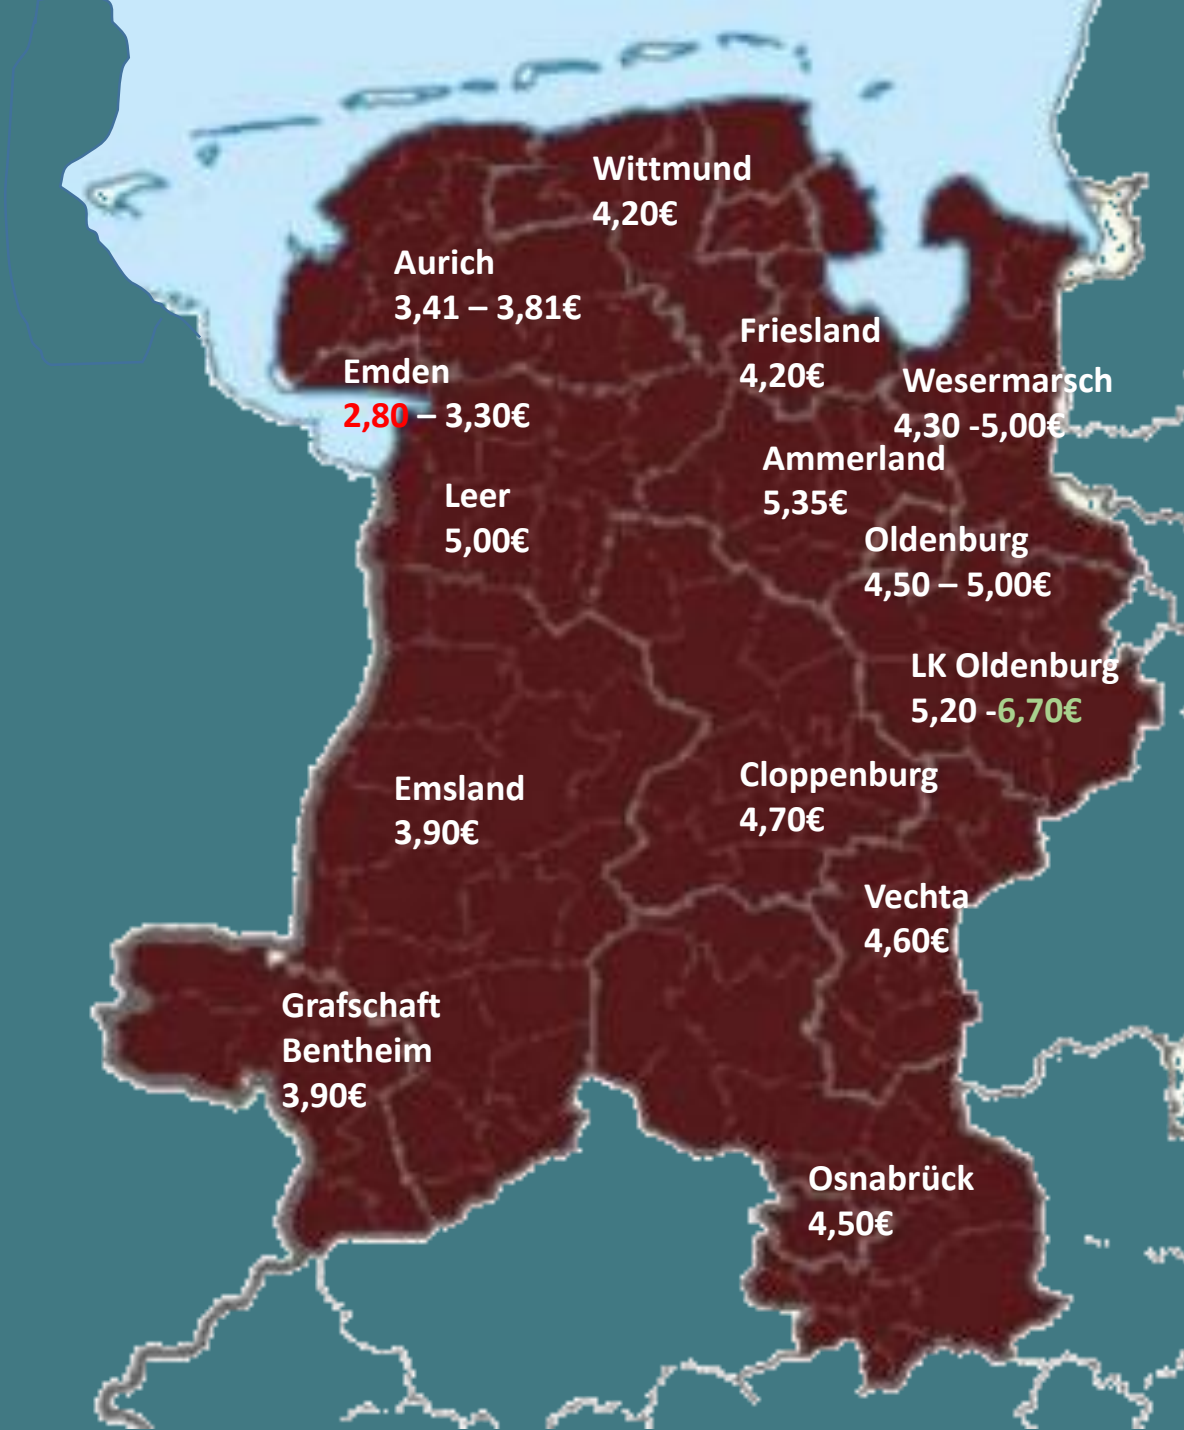 Wittmund
4,20€
Aurich
3,41 – 3,81€
Friesland
4,20€
Emden
2,80 – 3,30€
Wesermarsch
4,30 -5,00€
Ammerland
5,35€
Leer
5,00€
Oldenburg
4,50 – 5,00€
LK Oldenburg
5,20 -6,70€
Emsland
3,90€
Cloppenburg
4,70€
Vechta
4,60€
Grafschaft
Bentheim
3,90€
Osnabrück
4,50€